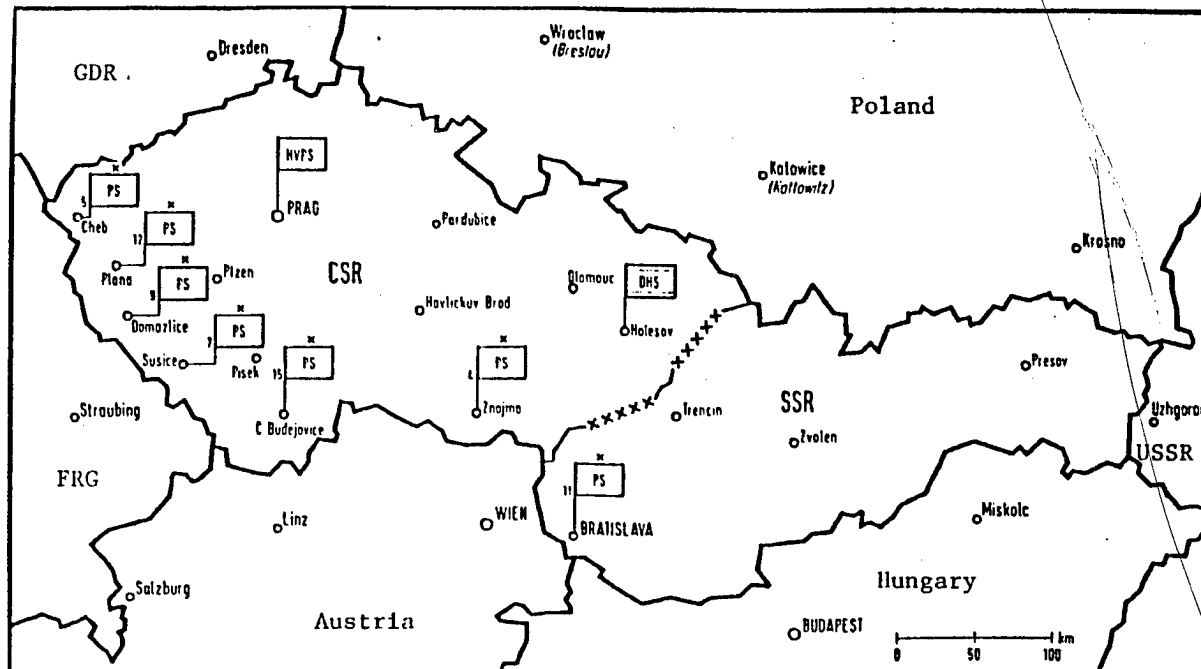 Dresden
Wroclaw
(Breslau)
GDR
Poland
HVPS
Katowice
(Kattowitz)
x
PS
5
Cheb
PRAG
Pardubice
x
PS
12
Plana
Krosno
CSR
x
PS
9
Domazlice
Plzen
Olomouc
DHS
Holesov
Havlickuv Brod
x
PS
7
Susice
Pisek
x
PS
15
C Budejovice
x
PS
4
Znojmo
Presov
SSR
Trencin
Zvolen
Straubing
Uzhgorod
USSR
FRG
x
PS
11
BRATISLAVA
Linz
WIEN
Miskolc
Salzburg
Hungary
Austria
BUDAPEST
km
0 50 100